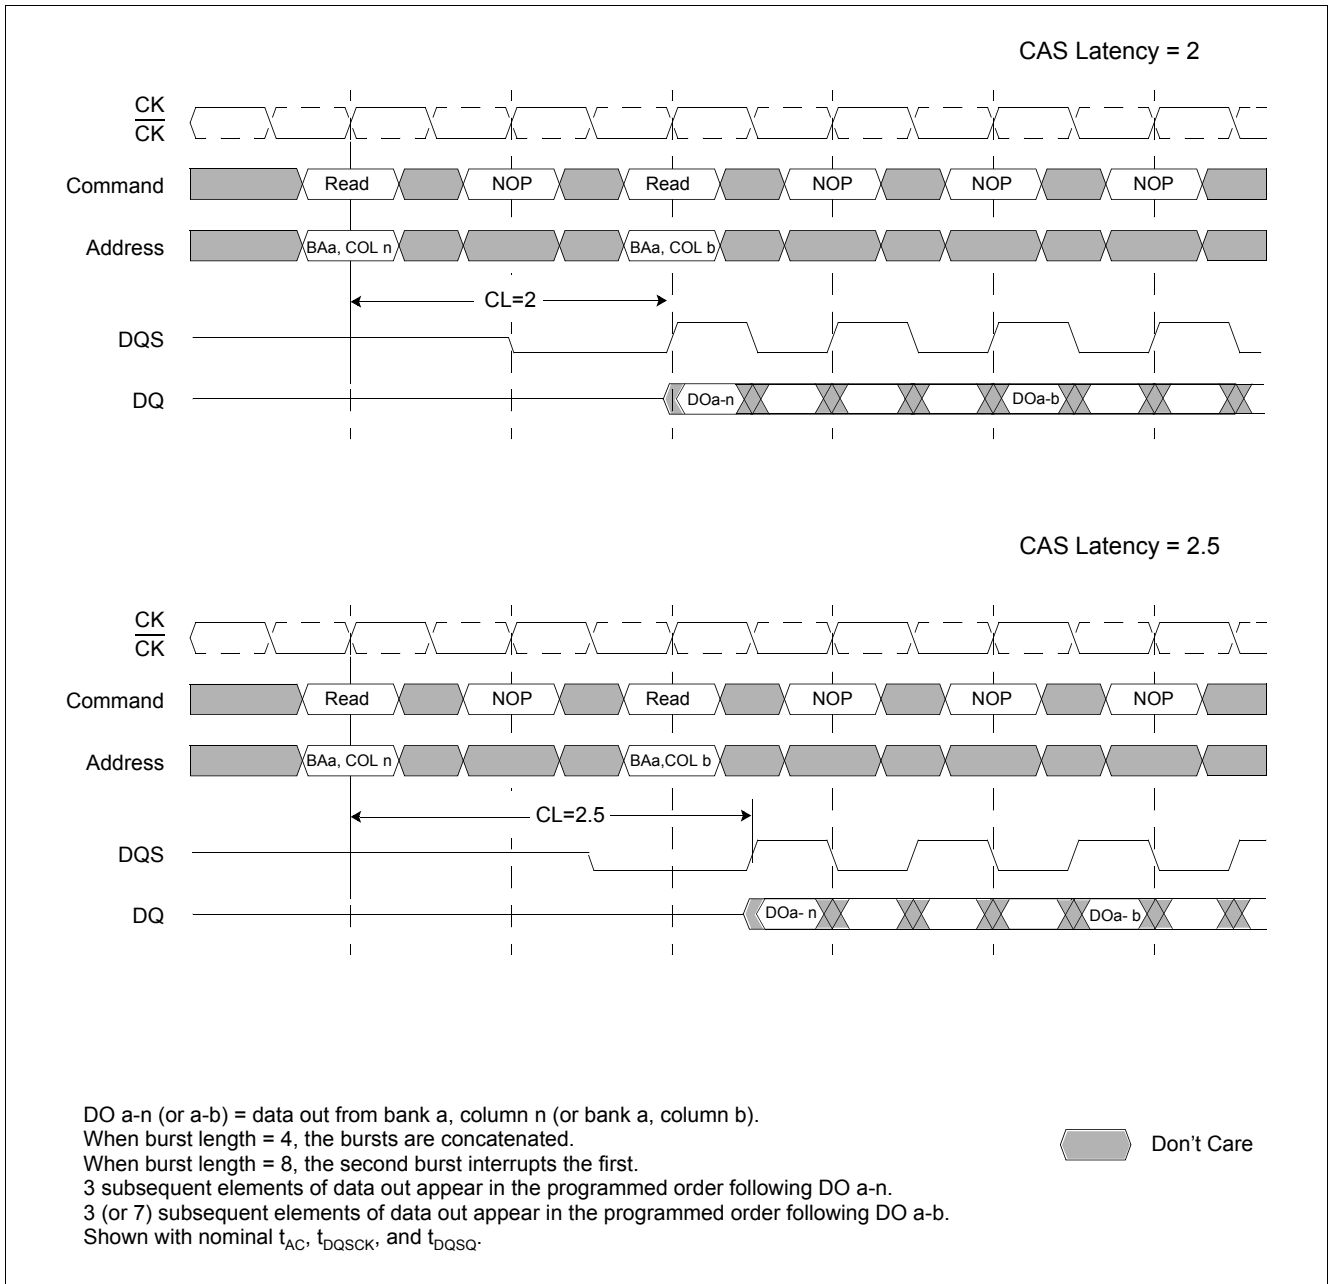 CAS Latency = 2
CK
CK
Command Read NOP Read NOP NOP NOP
Address BAa, COL n BAa, COL b
CL=2
DQS
DQ DOa-n DOa-b
CAS Latency = 2.5
CK
CK
Command Read NOP Read NOP NOP NOP
Address BAa, COL n BAa,COL b
CL=2.5
DQS
DQ DOa- n DOa- b
DO a-n (or a-b) = data out from bank a, column n (or bank a, column b).
When burst length = 4, the bursts are concatenated.
When burst length = 8, the second burst interrupts the first.
3 subsequent elements of data out appear in the programmed order following DO a-n.
3 (or 7) subsequent elements of data out appear in the programmed order following DO a-b.
Shown with nominal tAC, tDQSCK, and tDQSQ.
Don't Care